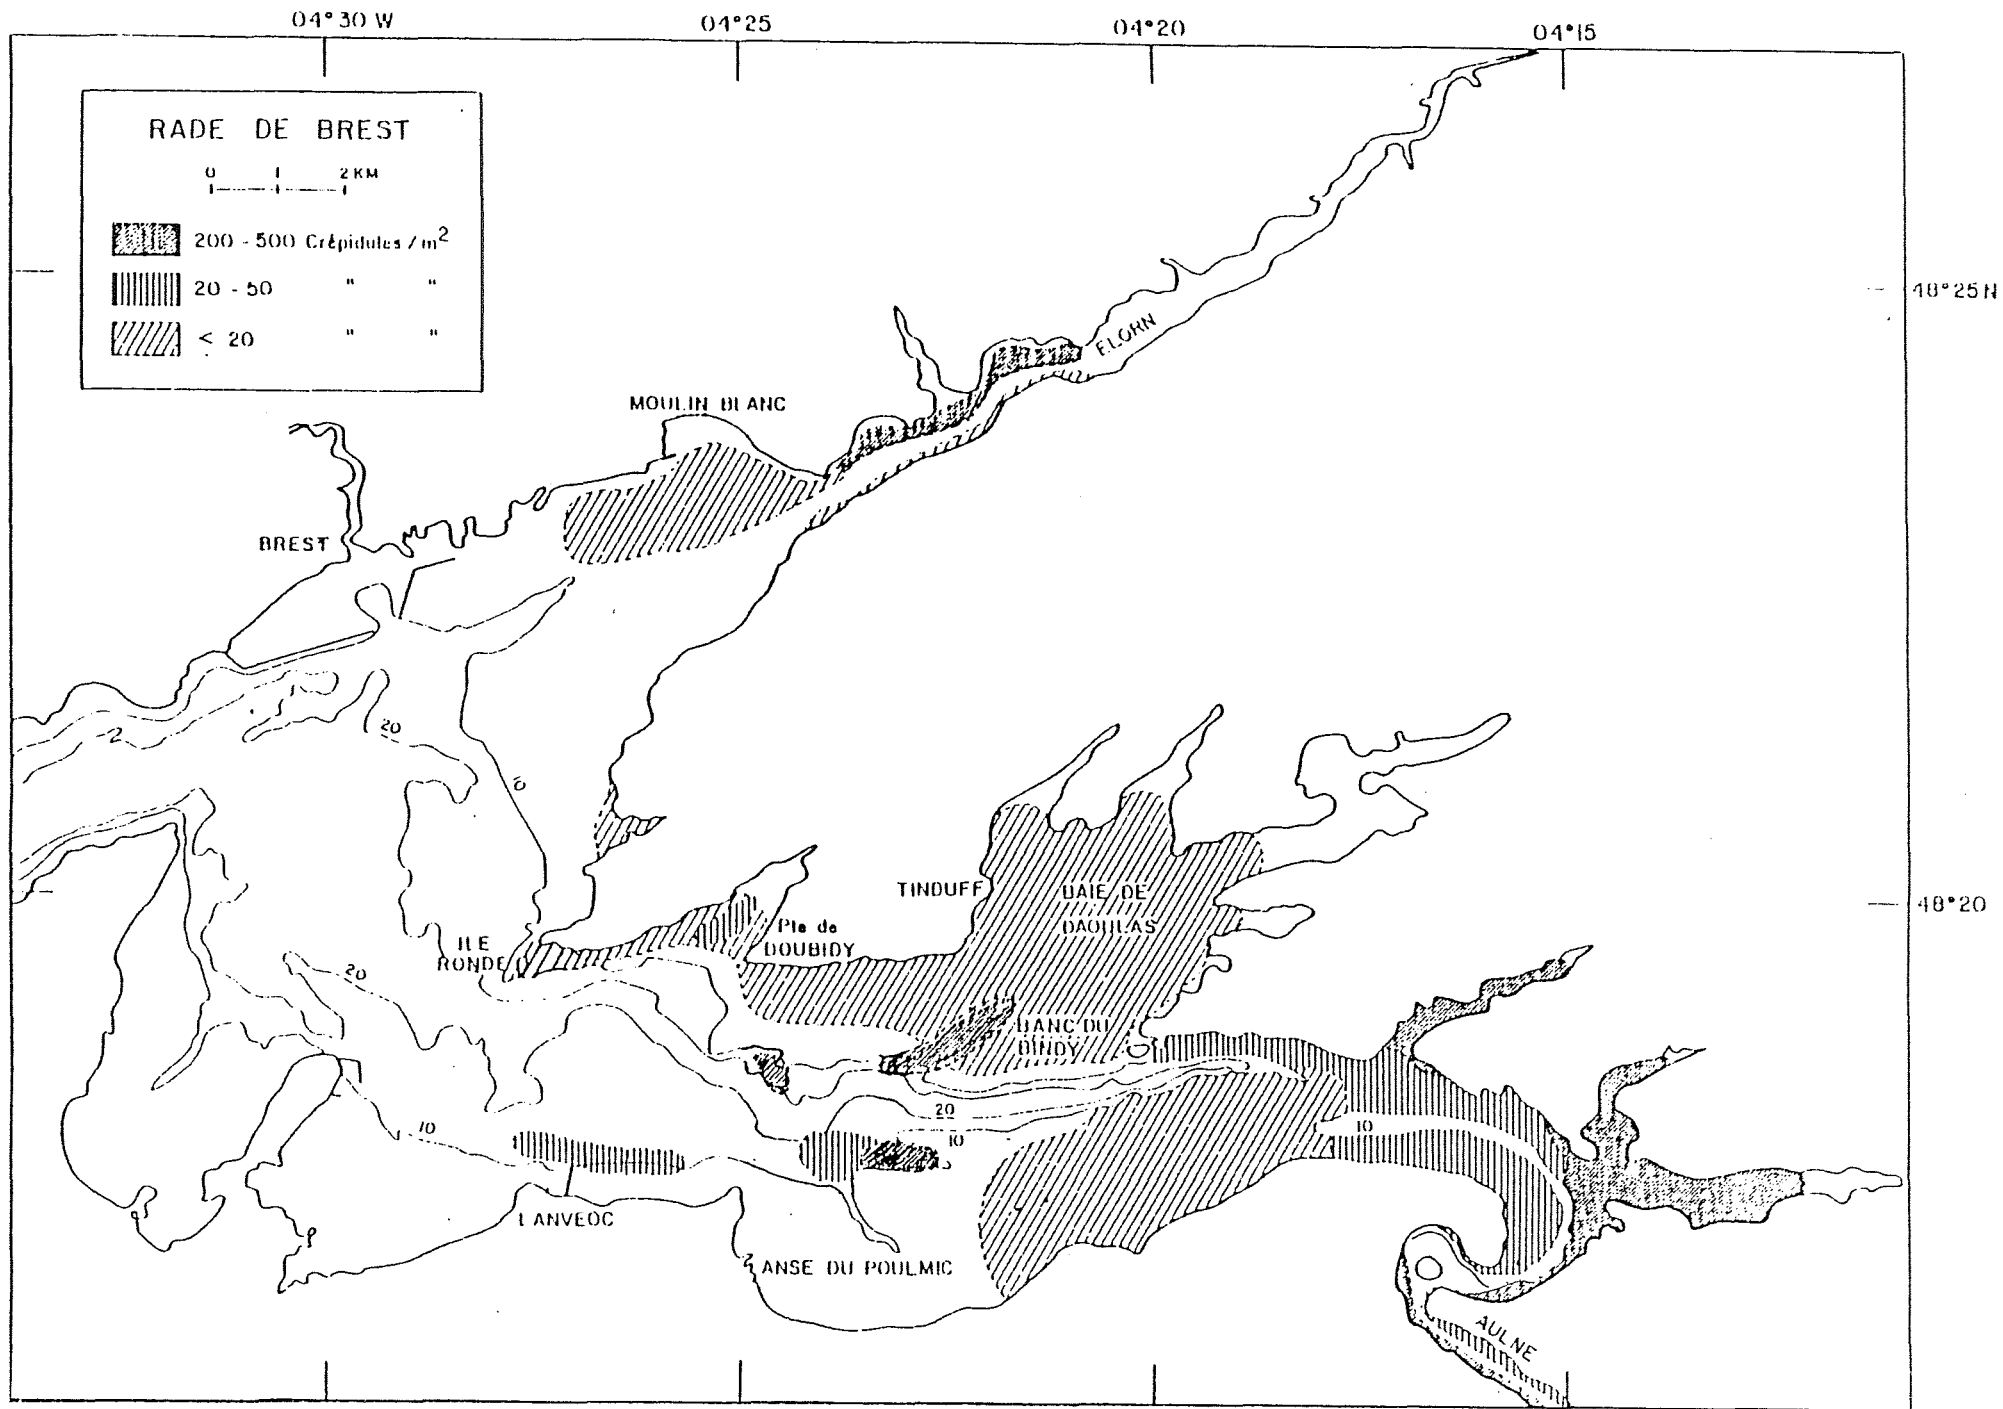 04°30 W
04°25
04°20
04°15
RADE DE BREST
0 1 2 KM
200 - 500 Crépidules / m²
20 - 50 " "
< 20 " "
48°25 N
ELORN
MOULIN BLANC
BREST
20
10
TINDUFF
BAIE DE
DAOULAS
48°20
Pte de
DOUBIDY
ILE
RONDE
20
BANC DU
BINDY
20
10
10
10
LANVEOC
ANSE DU POULMIC
AULNE